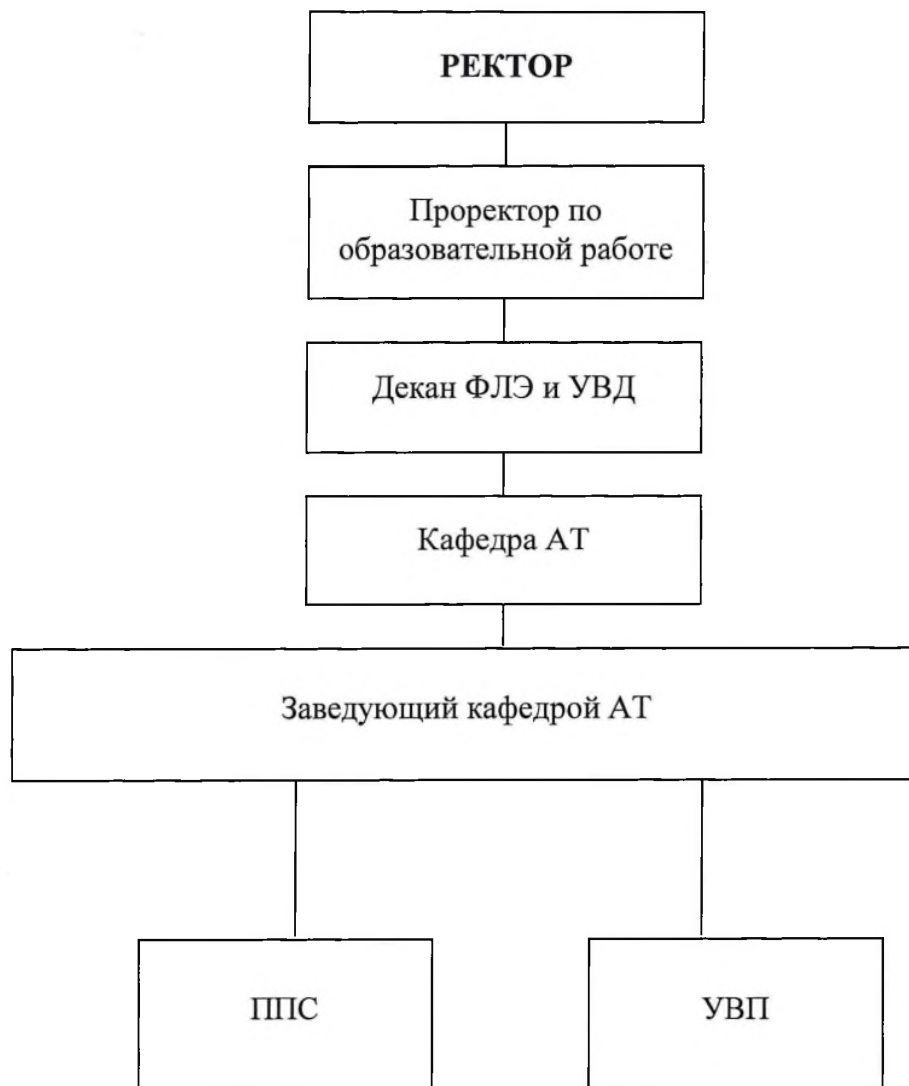 РЕКТОР
Проректор по
образовательной работе
Декан ФЛЭ и УВД
Кафедра АТ
Заведующий кафедрой АТ
ППС
УВП